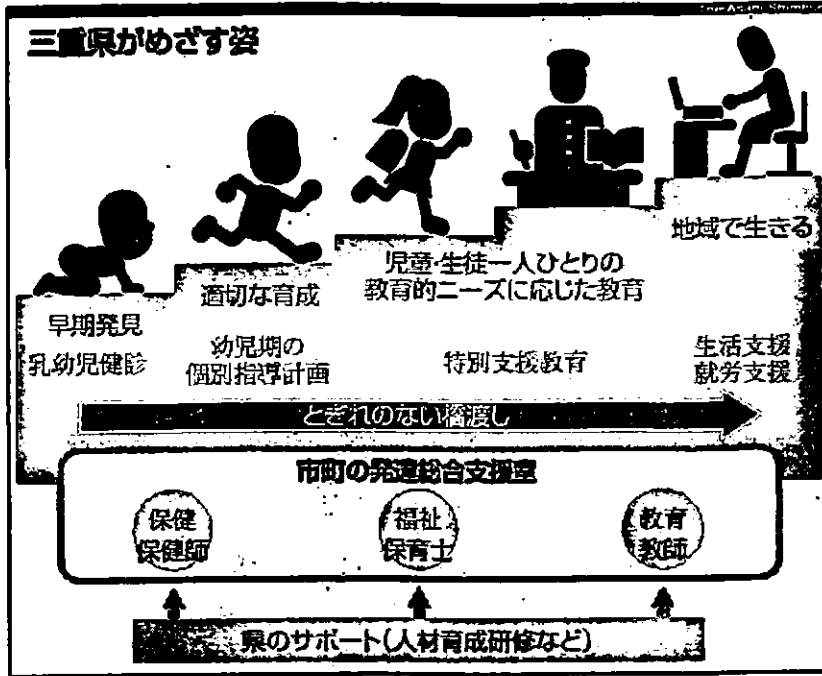 The Asahi Shimbun
三重県がめざす姿
地域で生きる
児童・生徒一人ひとりの
教育的ニーズに応じた教育
適切な育成
早期発見
乳幼児健診
幼児期の
個別指導計画
特別支援教育
生活支援
就労支援
とぎれのない橋渡し
市町の発達総合支援室
保健
保健師
福祉
保育士
教育
教師
県のサポート(人材育成研修など)